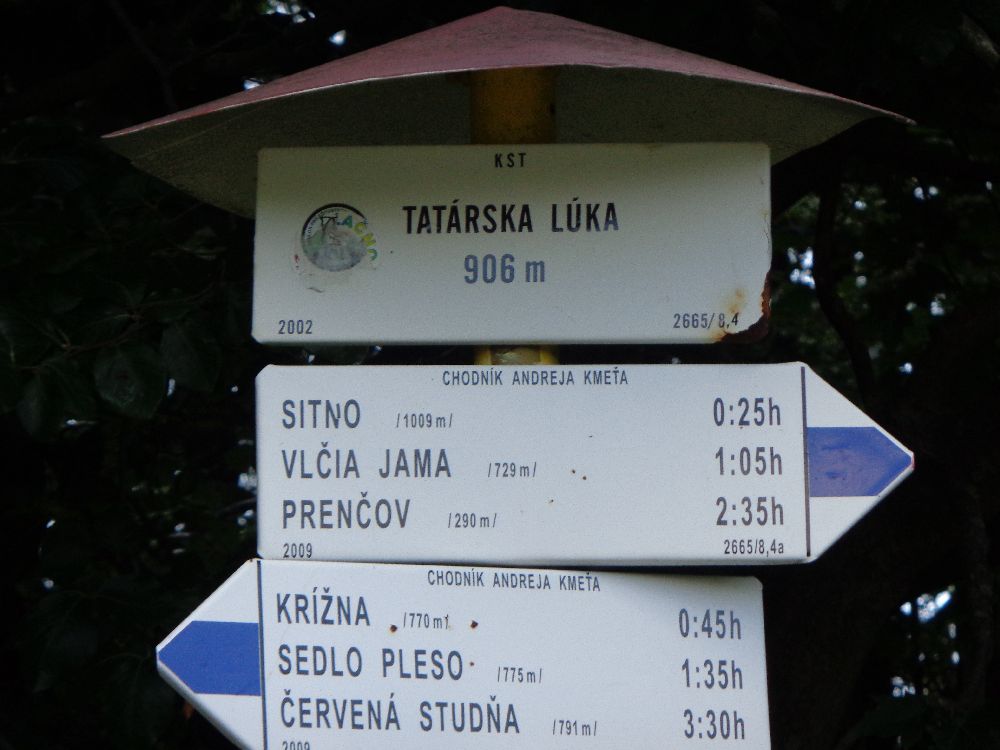 KST
TATÁRSKA LÚKA
906 m
2002 2665/8,4
CHODNÍK ANDREJA KMEŤA
SITNO /1009 m/ 0:25h
VLČIA JAMA /729 m/ 1:05h
PRENČOV /290 m/ 2:35h
2009 2665/8,4a
CHODNÍK ANDREJA KMEŤA
KRÍŽNA /770 m/ 0:45h
SEDLO PLESO /775 m/ 1:35h
ČERVENÁ STUDŇA /791 m/ 3:30h
2009